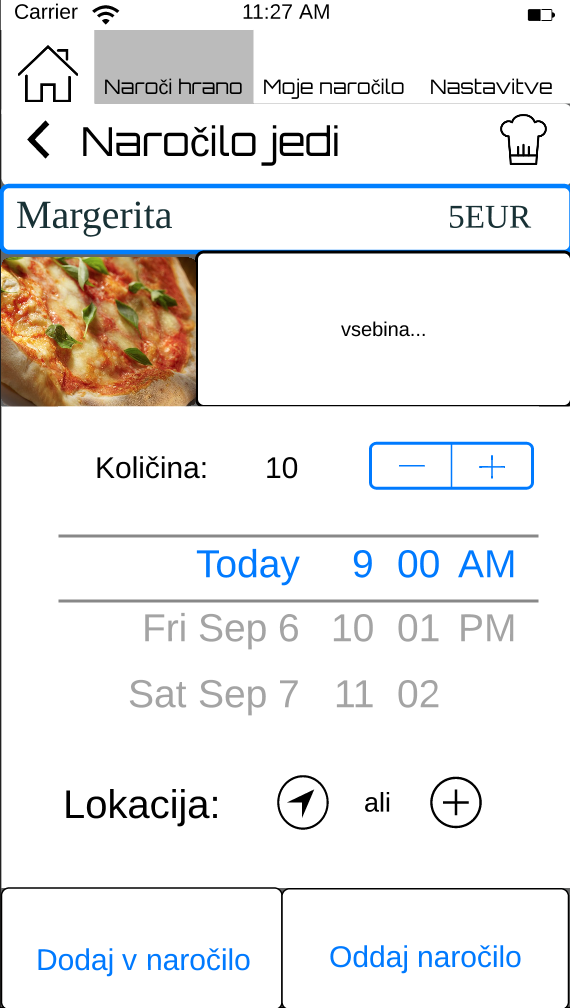 Carrier 11:27 AM
Naroči hrano Moje naročilo Nastavitve
Naročilo jedi
Margerita 5EUR
vsebina...
Količina: 10
Today 9 00 AM
Fri Sep 6 10 01 PM
Sat Sep 7 11 02
Lokacija: ali
Dodaj v naročilo Oddaj naročilo